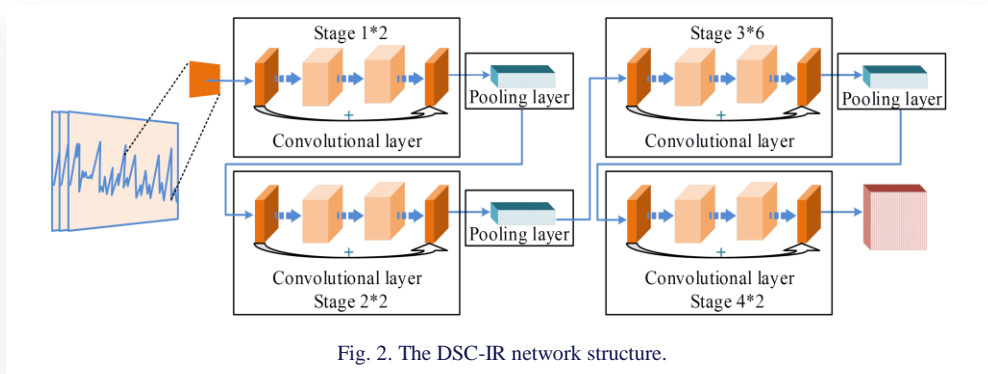 Stage 1*2
+
Convolutional layer
Pooling layer
Stage 3*6
+
Convolutional layer
Pooling layer
+
Convolutional layer
Stage 2*2
Pooling layer
+
Convolutional layer
Stage 4*2
Fig. 2. The DSC-IR network structure.